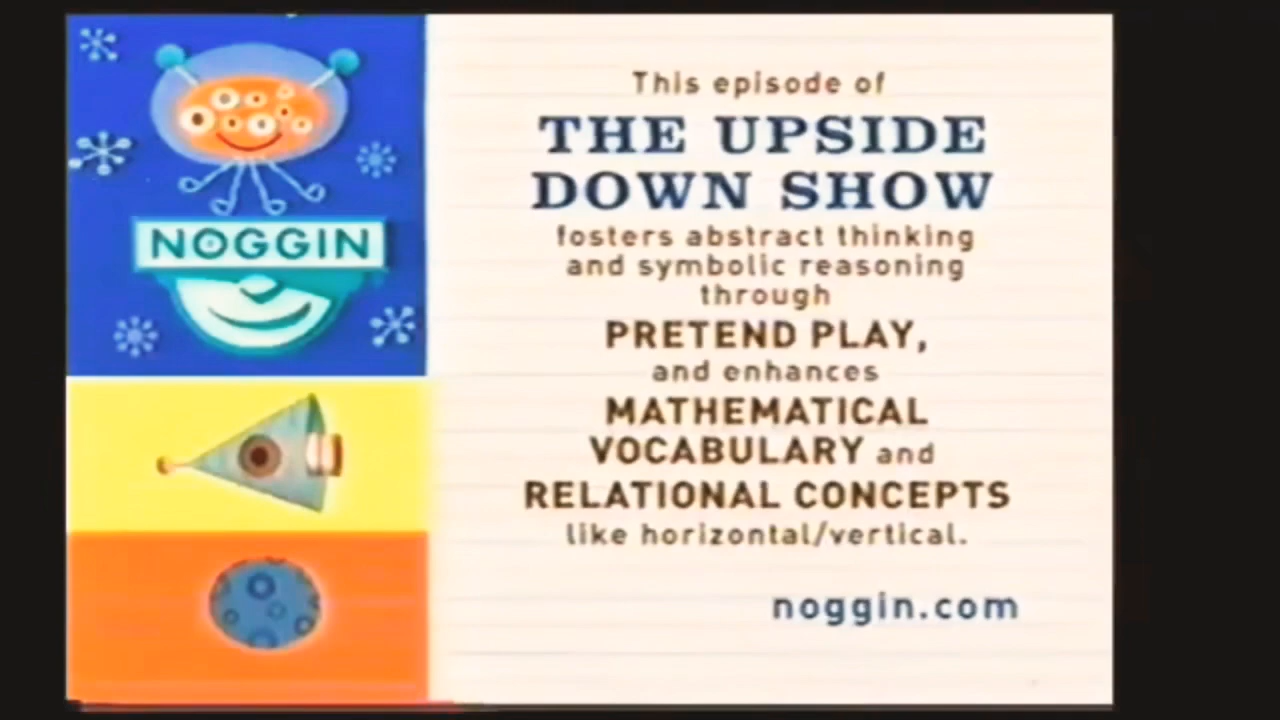 NOGGIN
This episode of
THE UPSIDE
DOWN SHOW
fosters abstract thinking
and symbolic reasoning
through
PRETEND PLAY,
and enhances
MATHEMATICAL
VOCABULARY and
RELATIONAL CONCEPTS
like horizontal/vertical.
noggin.com